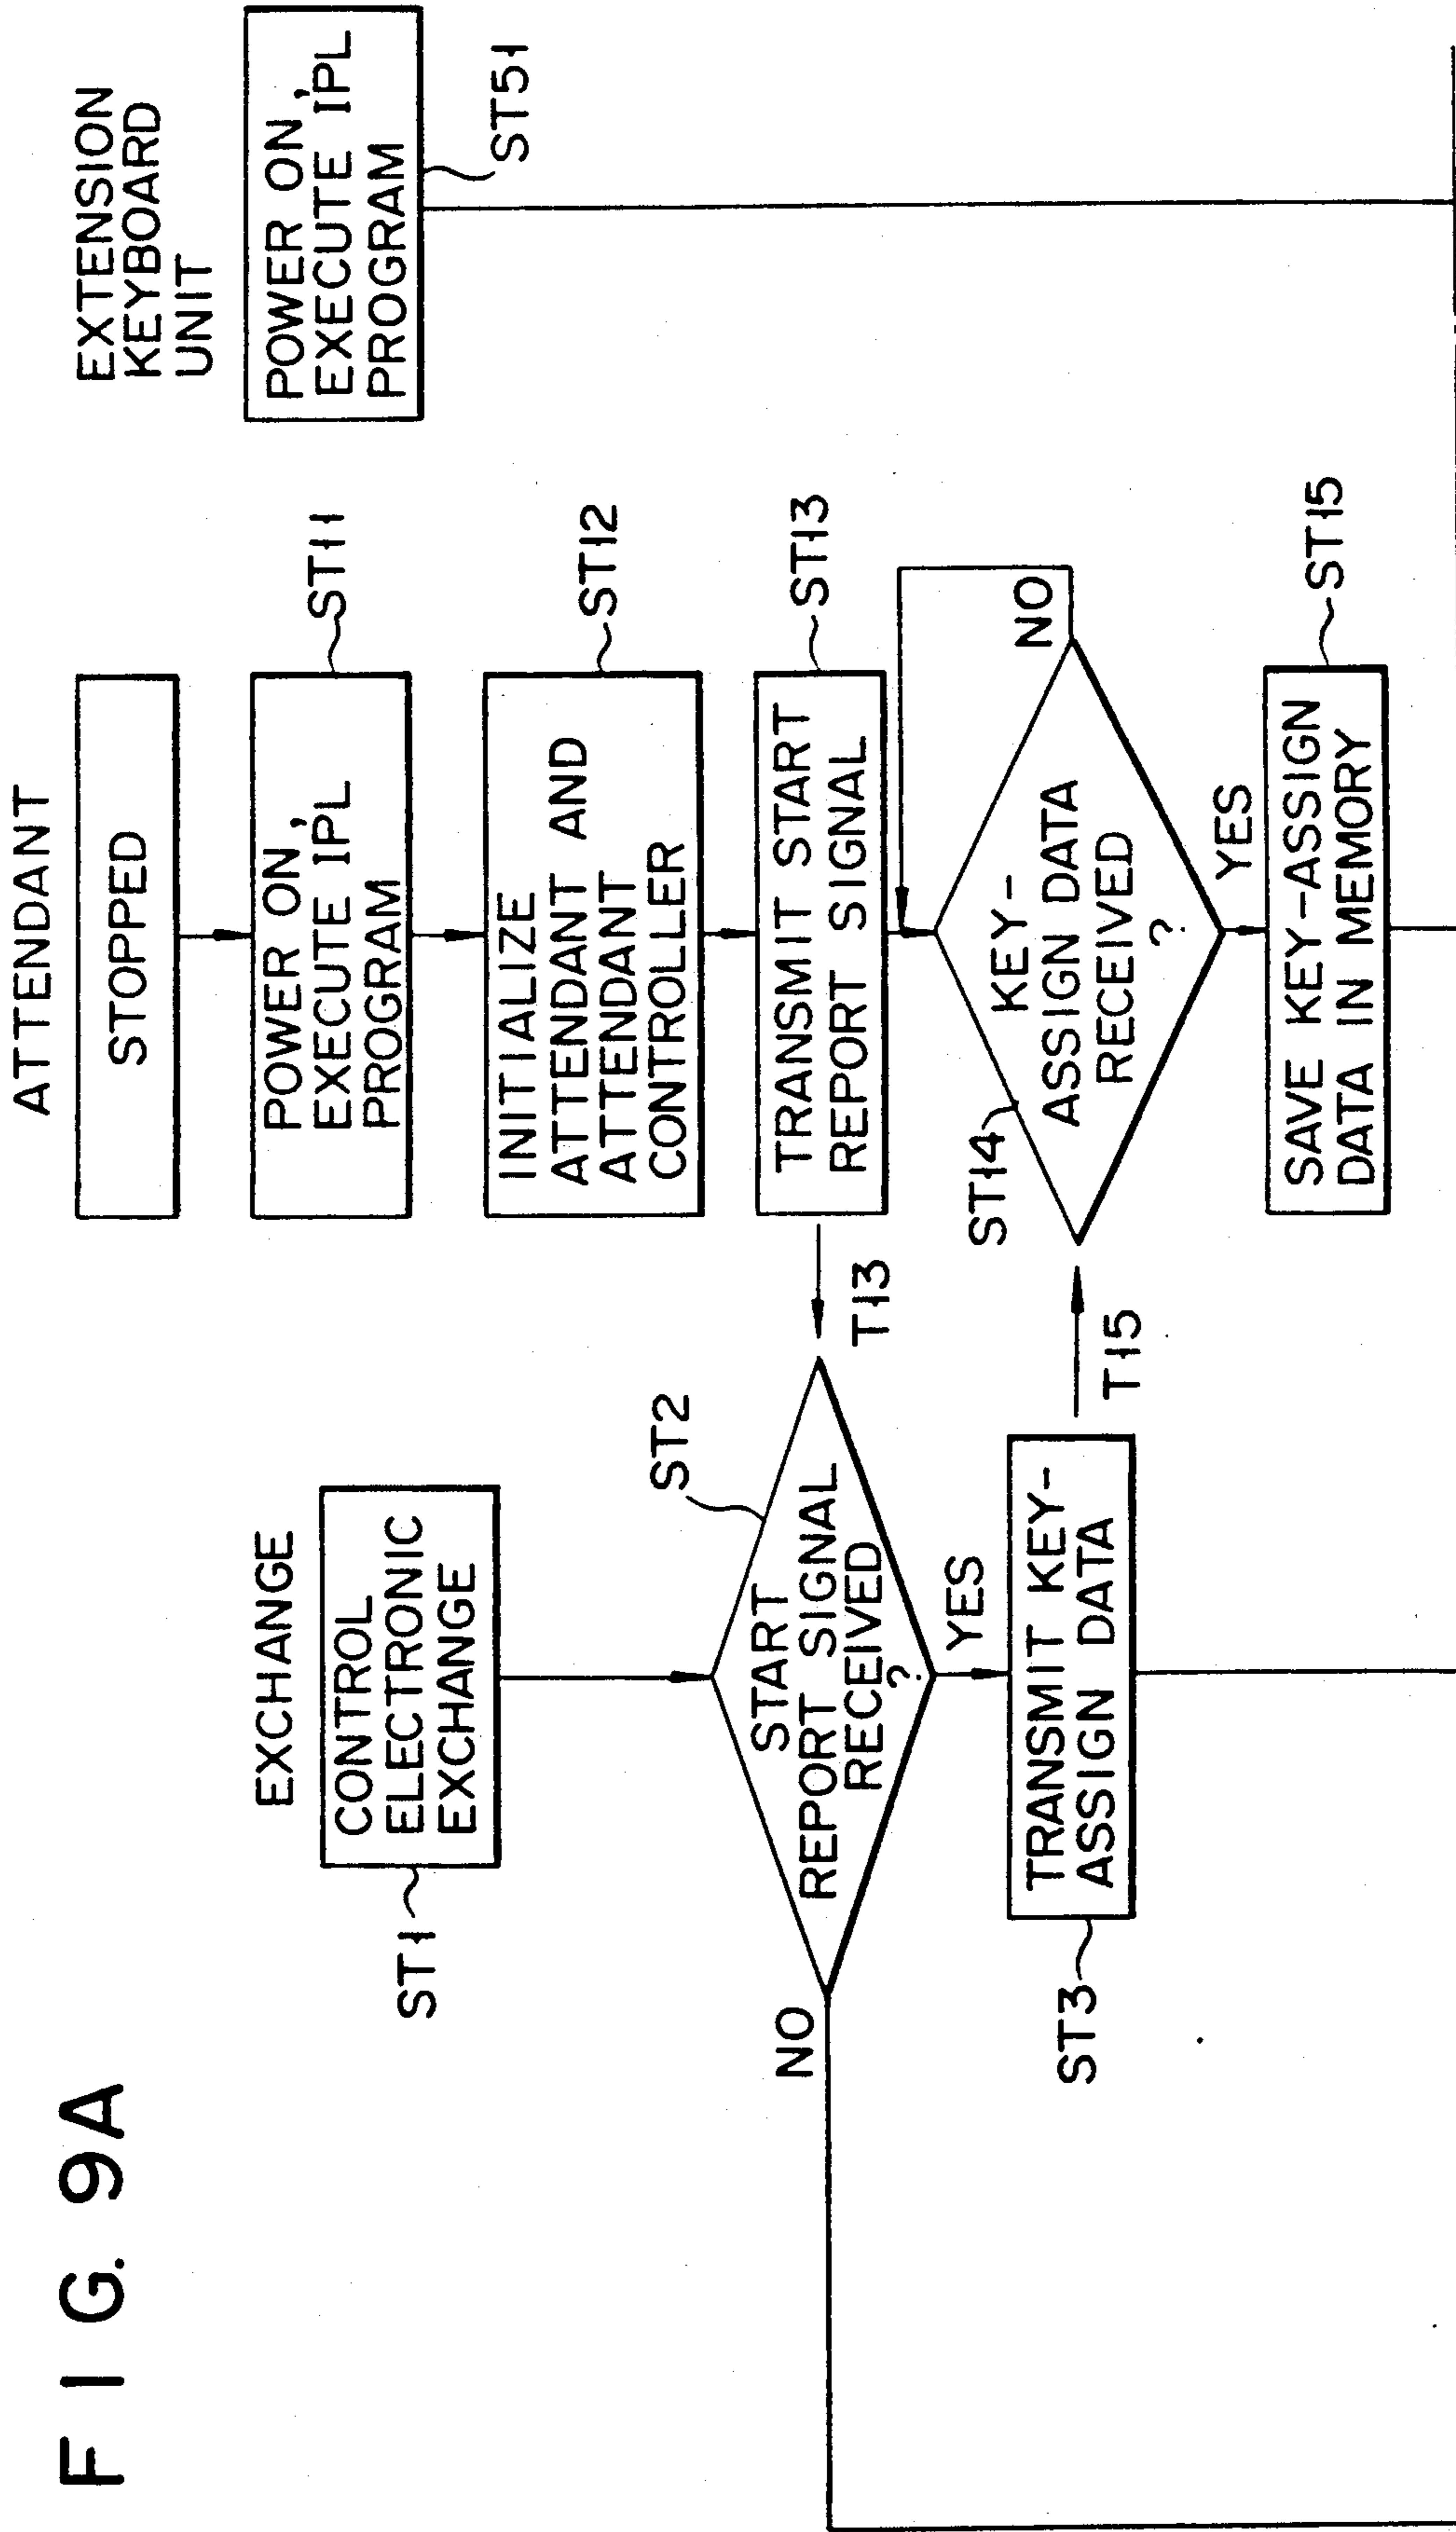 FIG. 9A
EXCHANGE
CONTROL
ELECTRONIC
EXCHANGE
ST1
START
REPORT SIGNAL
RECEIVED
?
ST2
NO
YES
TRANSMIT KEY-
ASSIGN DATA
ST3
ATTENDANT
STOPPED
POWER ON,
EXECUTE IPL
PROGRAM
ST11
INITIALIZE
ATTENDANT AND
ATTENDANT
CONTROLLER
ST12
TRANSMIT START
REPORT SIGNAL
ST13
T13
KEY-
ASSIGN DATA
RECEIVED
?
ST14
T15
NO
YES
SAVE KEY-ASSIGN
DATA IN MEMORY
ST15
EXTENSION
KEYBOARD
UNIT
POWER ON,
EXECUTE IPL
PROGRAM
ST51